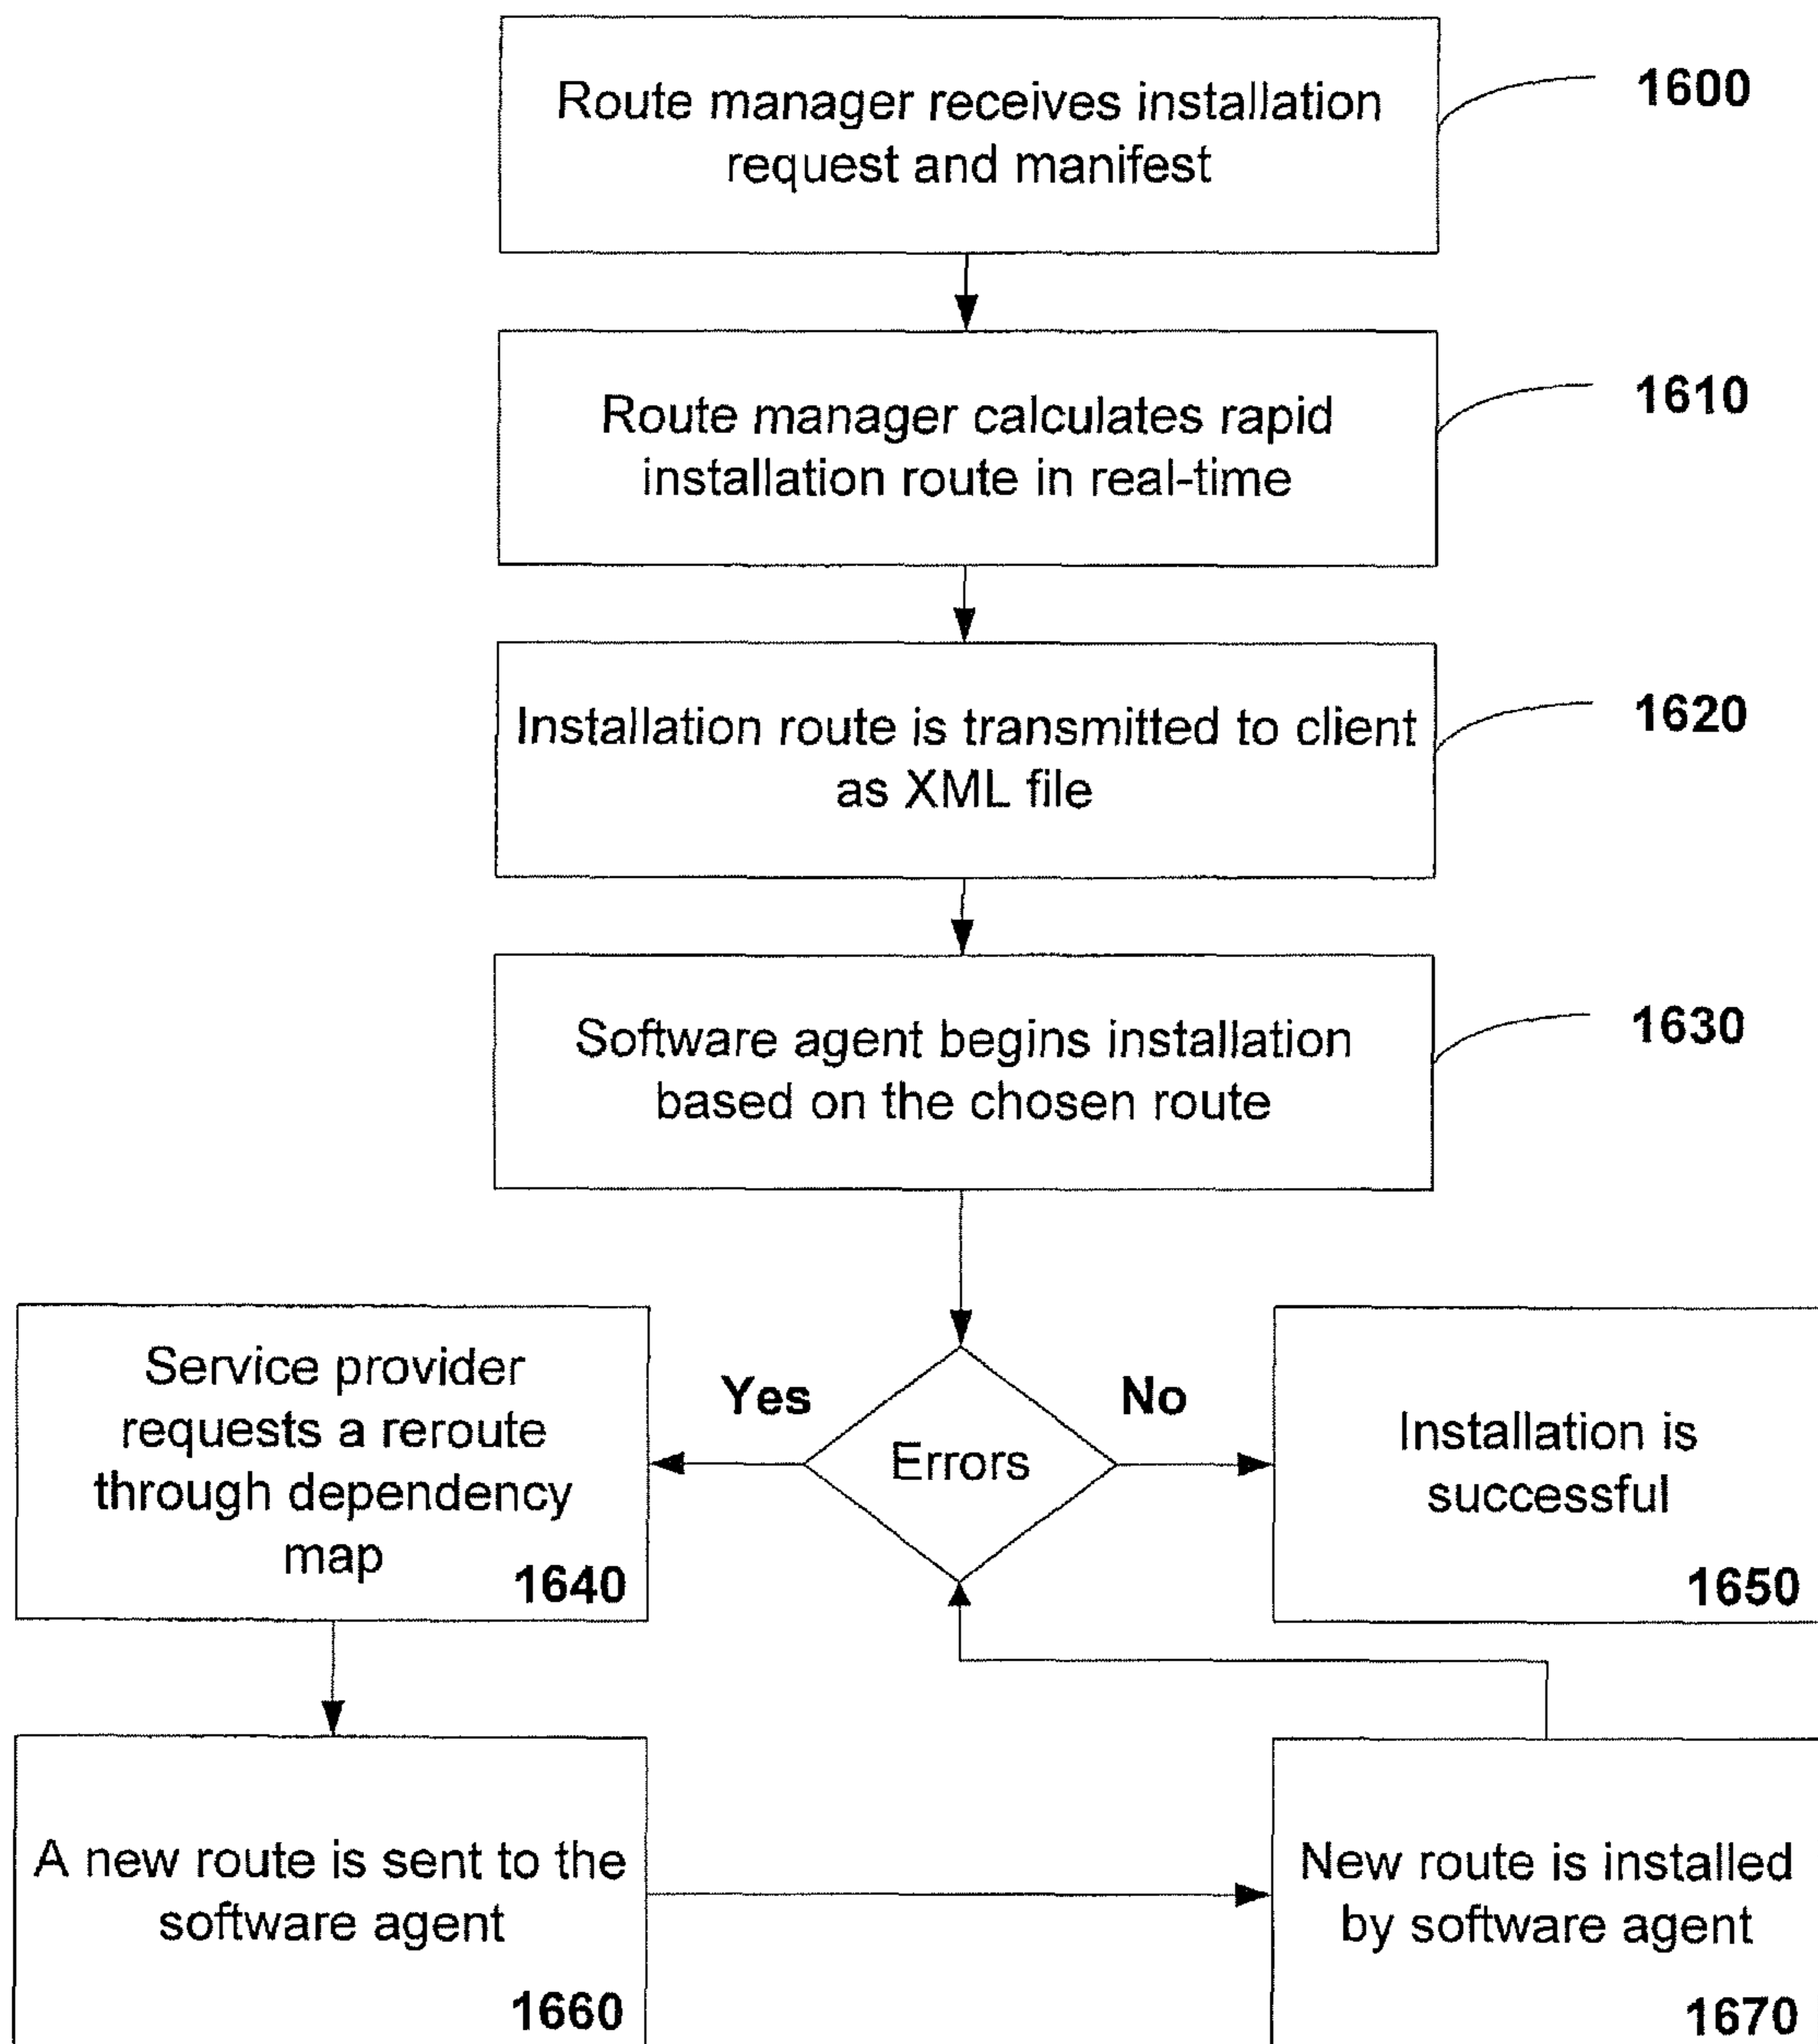 Route manager receives installation
request and manifest
1600
Route manager calculates rapid
installation route in real-time
1610
Installation route is transmitted to client
as XML file
1620
Software agent begins installation
based on the chosen route
1630
Service provider
requests a reroute
through dependency
map
1640
Yes
Errors
No
Installation is
successful
1650
A new route is sent to the
software agent
1660
New route is installed
by software agent
1670